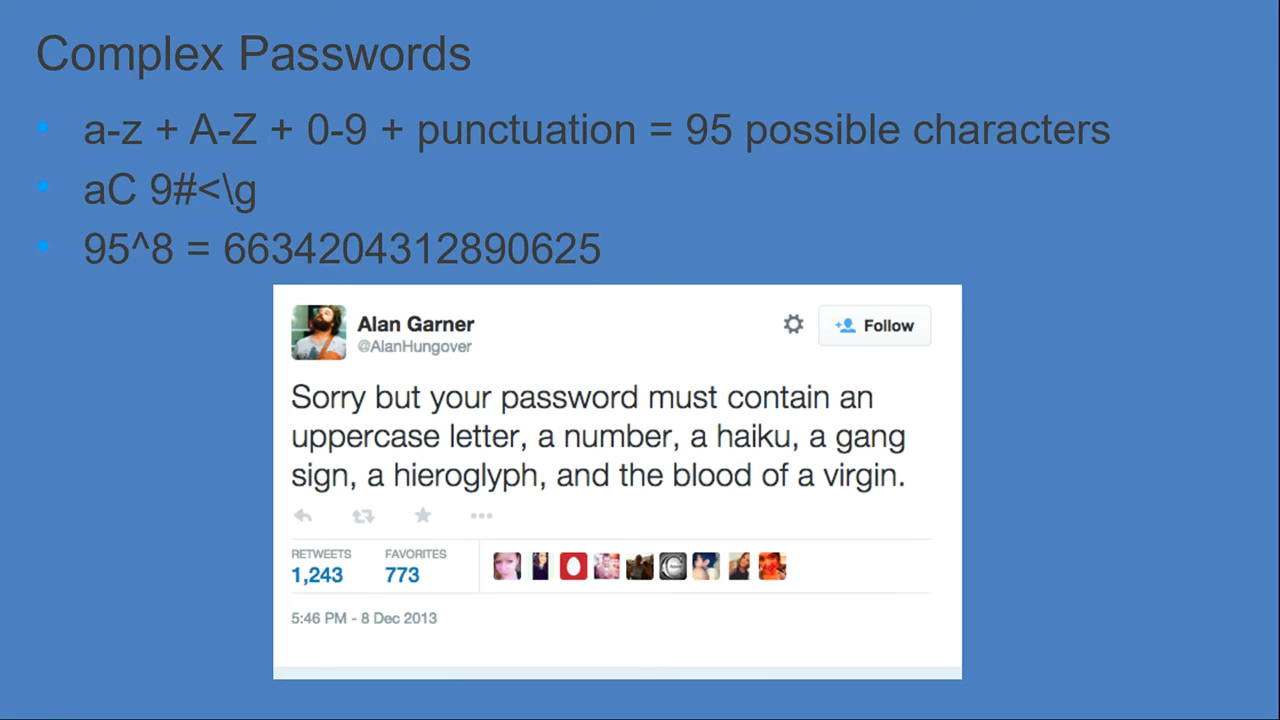 Complex Passwords
a-z + A-Z + 0-9 + punctuation = 95 possible characters
aC 9#<\g
95^8 = 6634204312890625
Alan Garner
@AlanHungover
Follow
Sorry but your password must contain an
uppercase letter, a number, a haiku, a gang
sign, a hieroglyph, and the blood of a virgin.
RETWEETS FAVORITES
1,243 773
5:46 PM - 8 Dec 2013